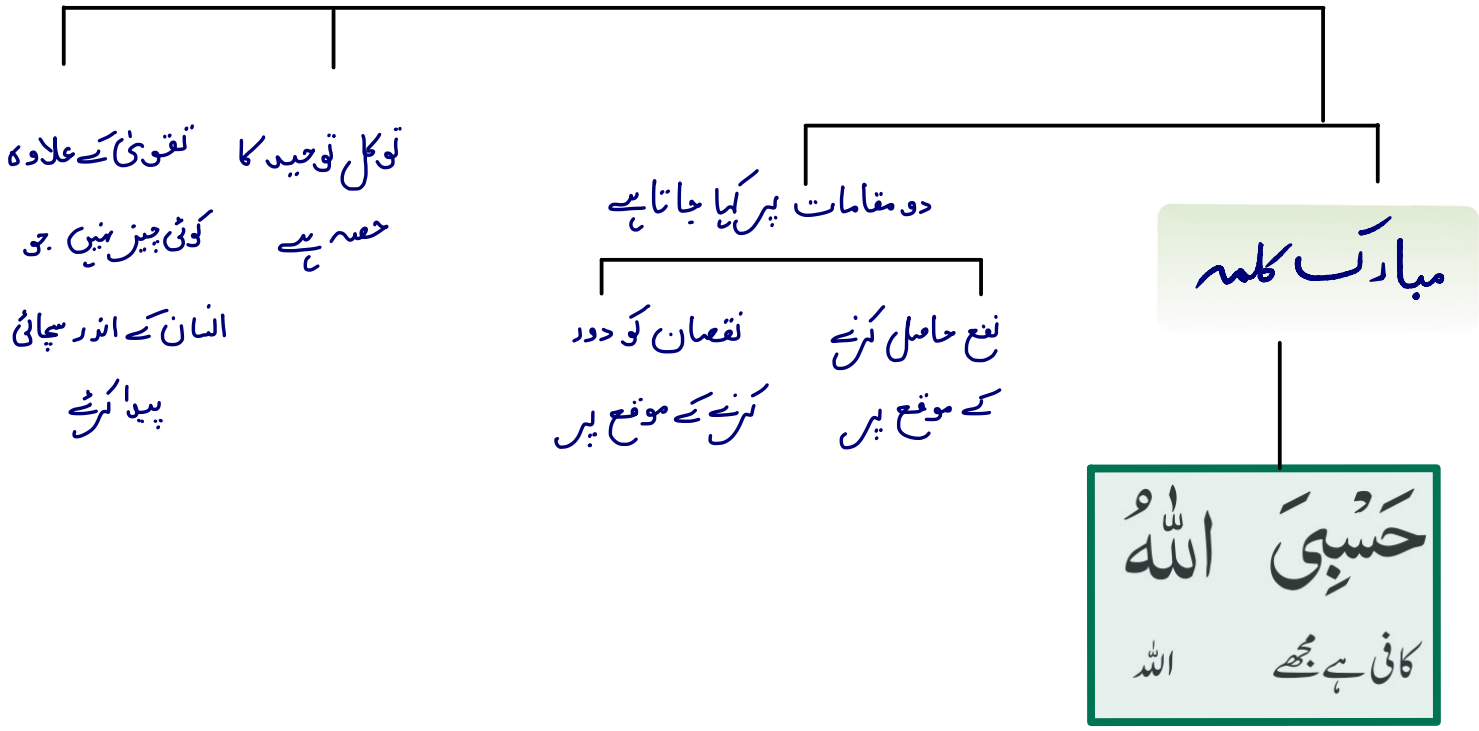 مبارک کلمہ
حَسْبِیَ اللّٰهُ
کافی ہے مجھے اللہ
دو مقامات پر کہا جاتا ہے
نفع حاصل کرنے
کے موقع پر
نقصان کو دور
کرنے کے موقع پر
توکل توحید کا
حصہ ہے
تقویٰ کے علاوہ
کوئی چیز نہیں جو
انسان کے اندر سچائی
پیدا کرے